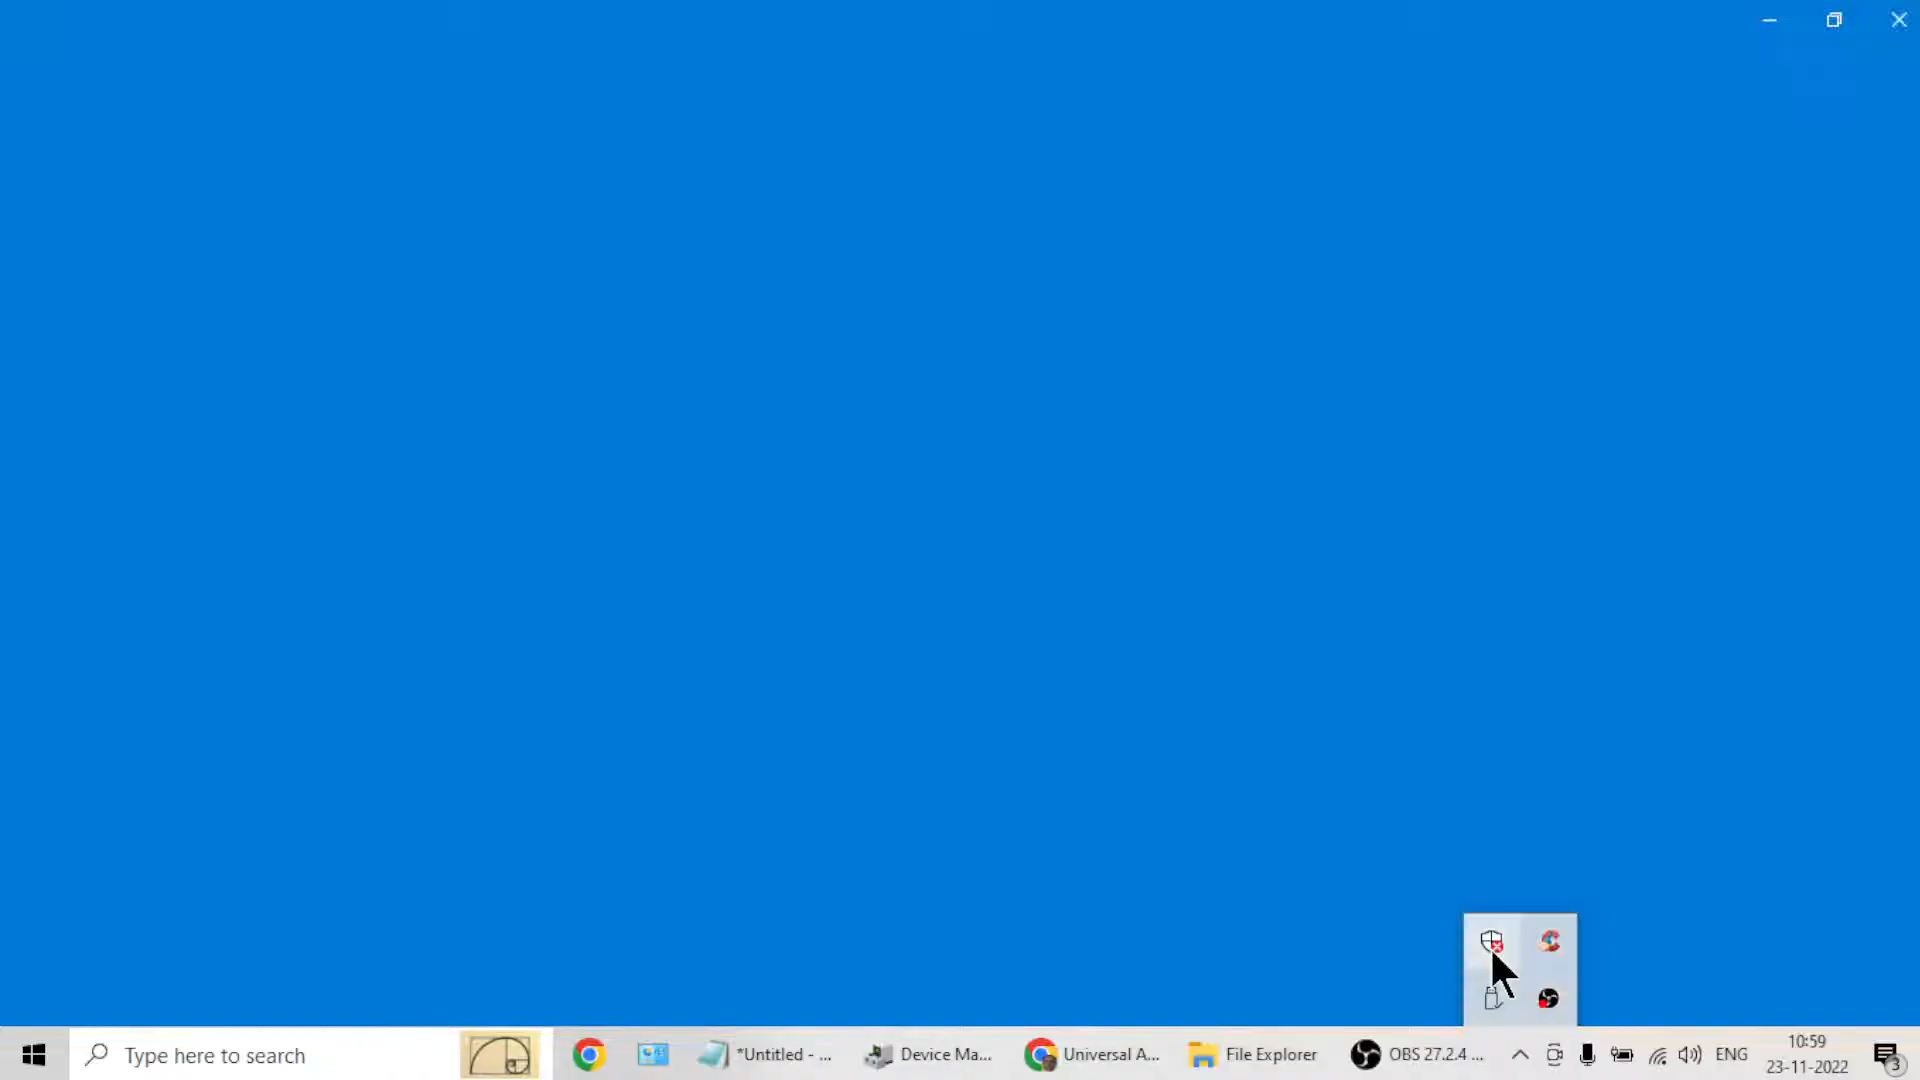 Type here to search
*Untitled - ...
Device Ma...
Universal A...
File Explorer
OBS 27.2.4 ...
ENG
10:59
23-11-2022
3